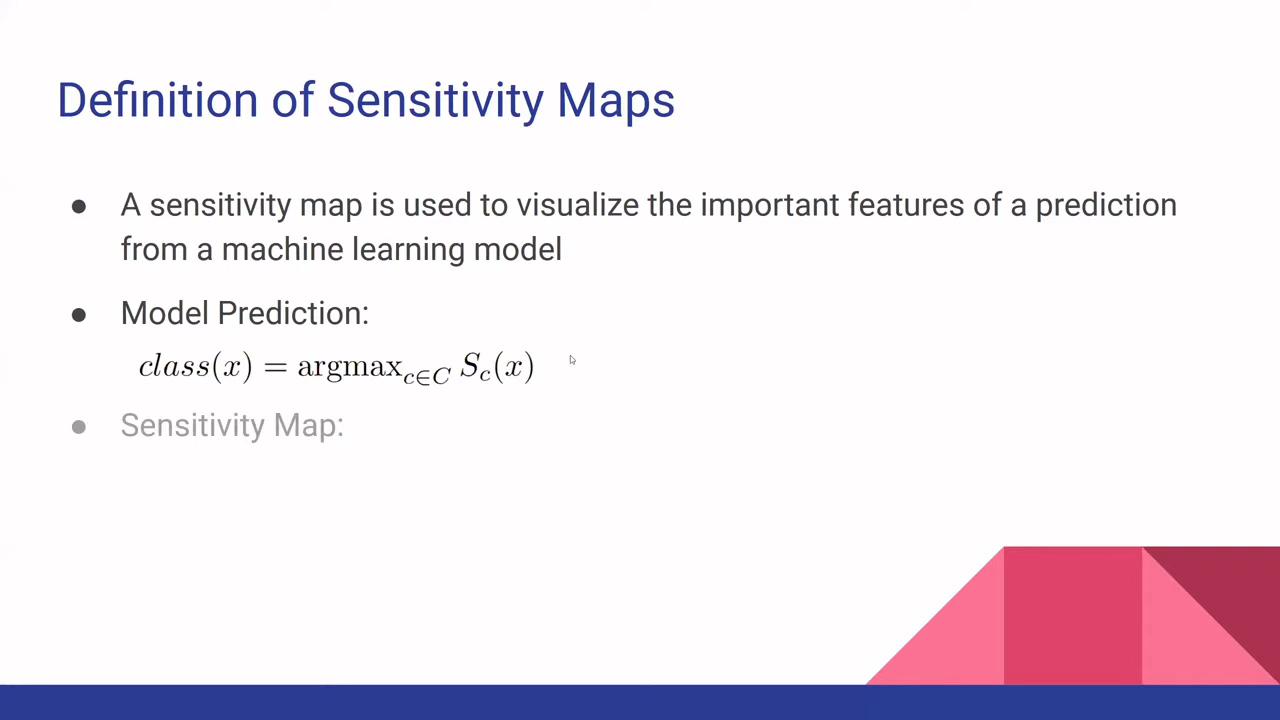 Definition of Sensitivity Maps
● A sensitivity map is used to visualize the important features of a prediction
from a machine learning model
● Model Prediction:
class(x) = argmax_{c∈C} S_c(x)
● Sensitivity Map: